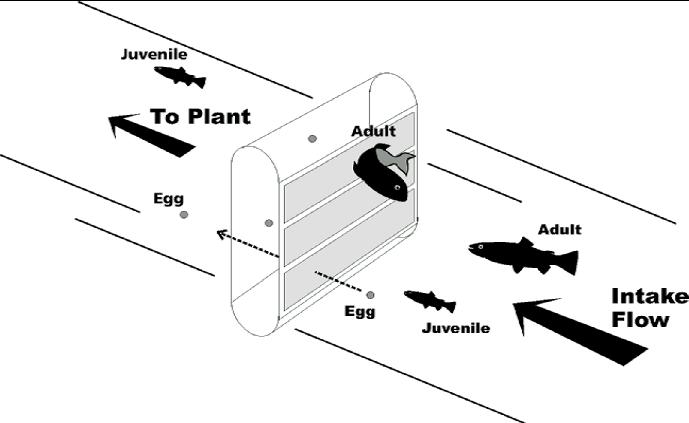 Juvenile
To Plant
Adult
Egg
Adult
Egg
Juvenile
Intake
Flow